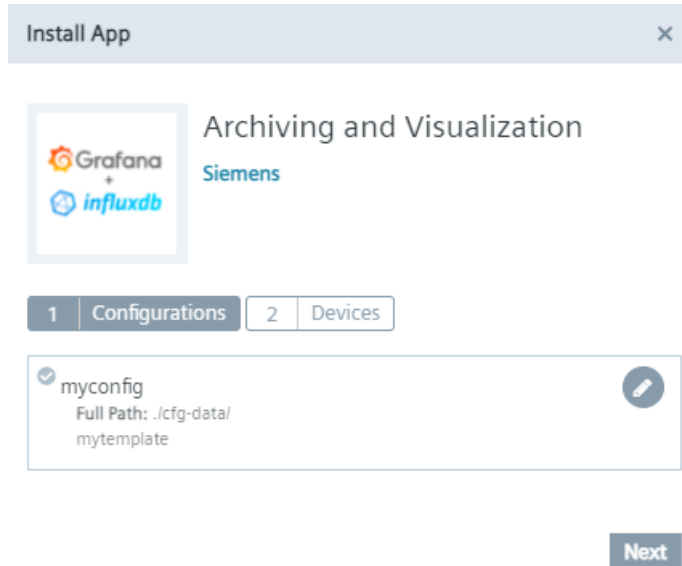 Install App
Grafana
+
influxdb
Archiving and Visualization
Siemens
1 Configurations 2 Devices
myconfig
Full Path: ./cfg-data/
mytemplate
Next